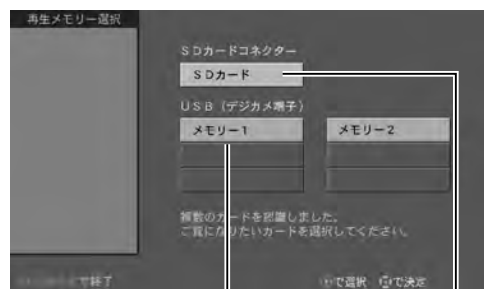 再生メモリー選択
SDカードコネクター
SDカード
USB（デジカメ端子）
メモリー1
メモリー2
複数のカードを認識しました。
ご覧になりたいカードを選択してください。
で終了
で選択 で決定